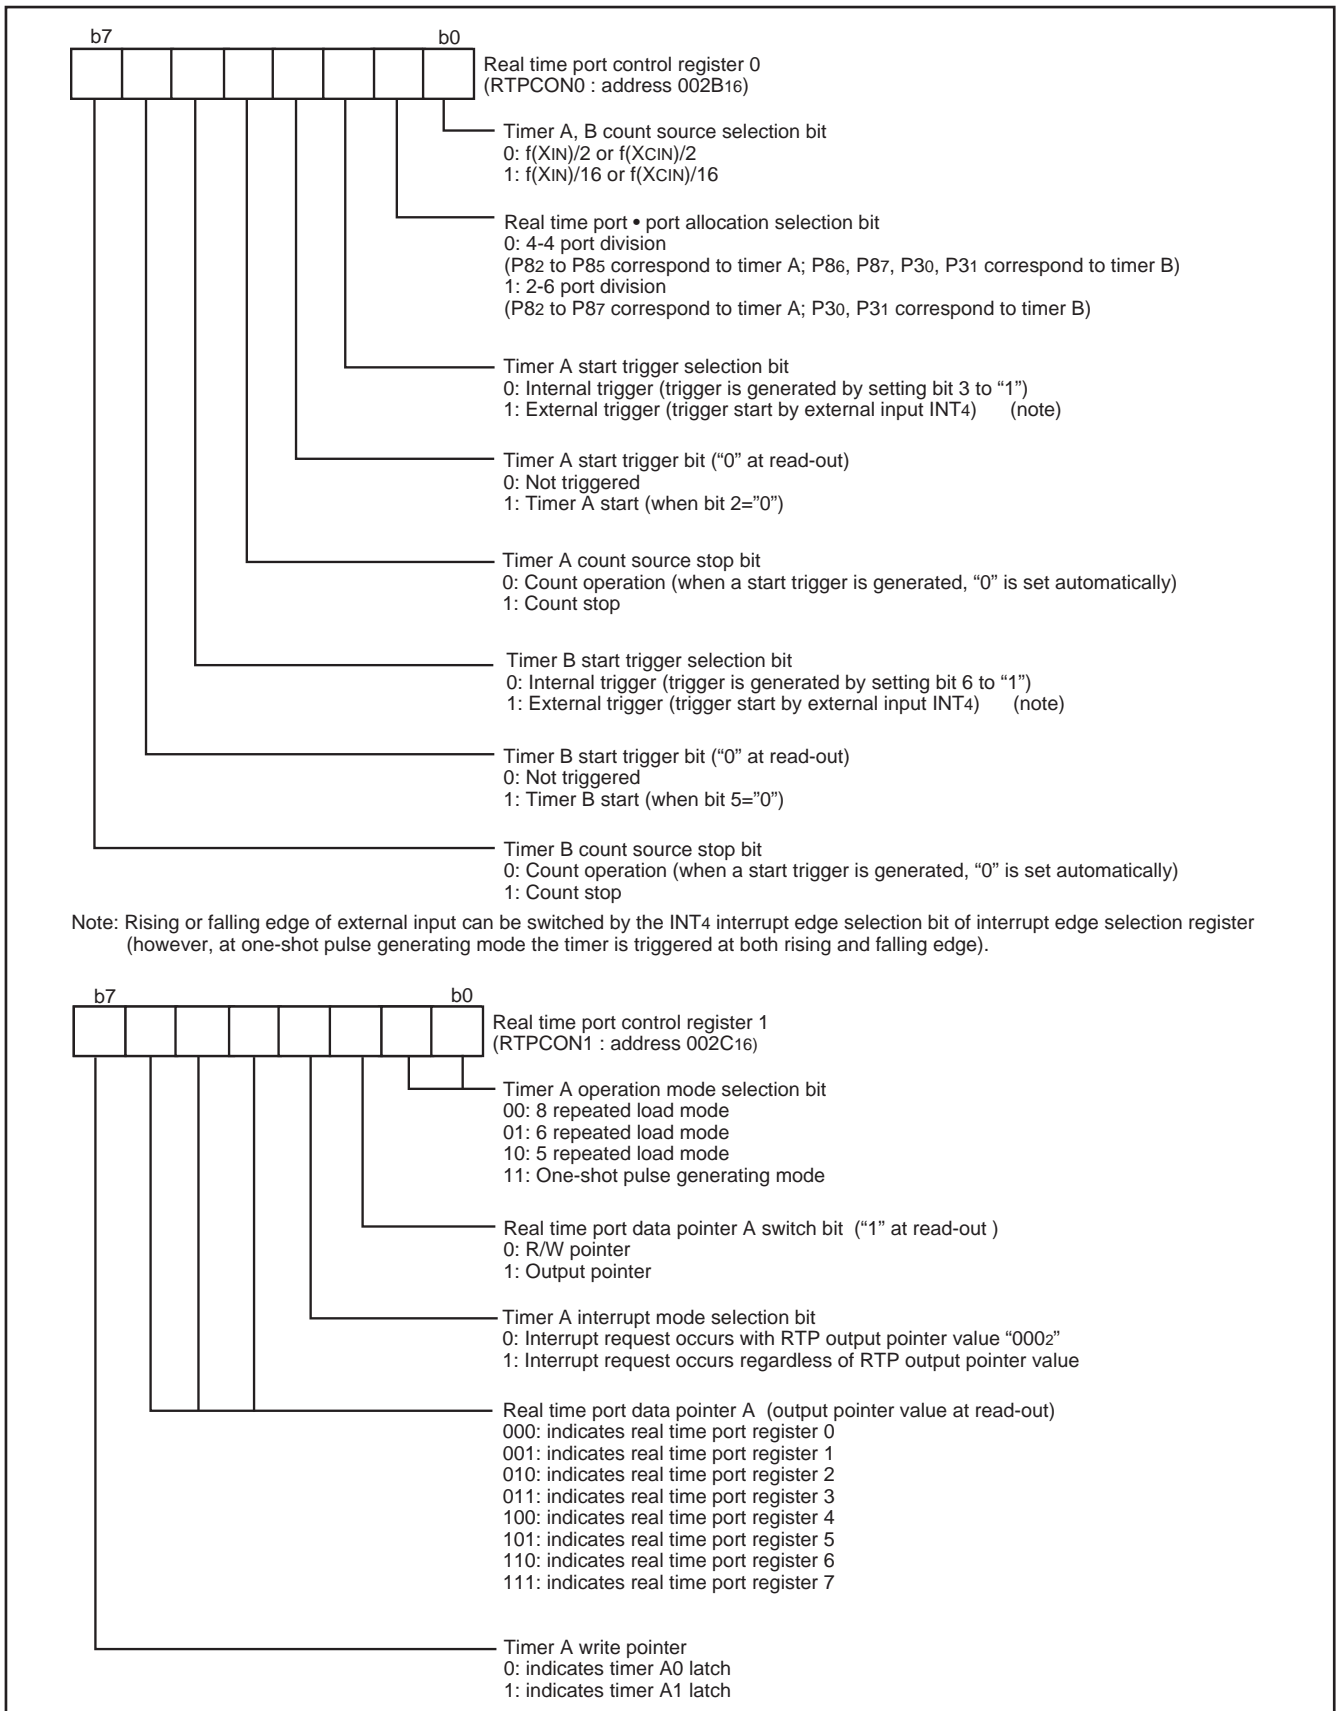 b7 b0
Real time port control register 0
(RTPCON0 : address 002B16)
Timer A, B count source selection bit
0: f(XIN)/2 or f(XCIN)/2
1: f(XIN)/16 or f(XCIN)/16
Real time port • port allocation selection bit
0: 4-4 port division
(P82 to P85 correspond to timer A; P86, P87, P30, P31 correspond to timer B)
1: 2-6 port division
(P82 to P87 correspond to timer A; P30, P31 correspond to timer B)
Timer A start trigger selection bit
0: Internal trigger (trigger is generated by setting bit 3 to “1”)
1: External trigger (trigger start by external input INT4) (note)
Timer A start trigger bit (“0” at read-out)
0: Not triggered
1: Timer A start (when bit 2=”0”)
Timer A count source stop bit
0: Count operation (when a start trigger is generated, “0” is set automatically)
1: Count stop
Timer B start trigger selection bit
0: Internal trigger (trigger is generated by setting bit 6 to “1”)
1: External trigger (trigger start by external input INT4) (note)
Timer B start trigger bit (“0” at read-out)
0: Not triggered
1: Timer B start (when bit 5=”0”)
Timer B count source stop bit
0: Count operation (when a start trigger is generated, “0” is set automatically)
1: Count stop
Note: Rising or falling edge of external input can be switched by the INT4 interrupt edge selection bit of interrupt edge selection register
(however, at one-shot pulse generating mode the timer is triggered at both rising and falling edge).
b7 b0
Real time port control register 1
(RTPCON1 : address 002C16)
Timer A operation mode selection bit
00: 8 repeated load mode
01: 6 repeated load mode
10: 5 repeated load mode
11: One-shot pulse generating mode
Real time port data pointer A switch bit (“1” at read-out )
0: R/W pointer
1: Output pointer
Timer A interrupt mode selection bit
0: Interrupt request occurs with RTP output pointer value “0002”
1: Interrupt request occurs regardless of RTP output pointer value
Real time port data pointer A (output pointer value at read-out)
000: indicates real time port register 0
001: indicates real time port register 1
010: indicates real time port register 2
011: indicates real time port register 3
100: indicates real time port register 4
101: indicates real time port register 5
110: indicates real time port register 6
111: indicates real time port register 7
Timer A write pointer
0: indicates timer A0 latch
1: indicates timer A1 latch